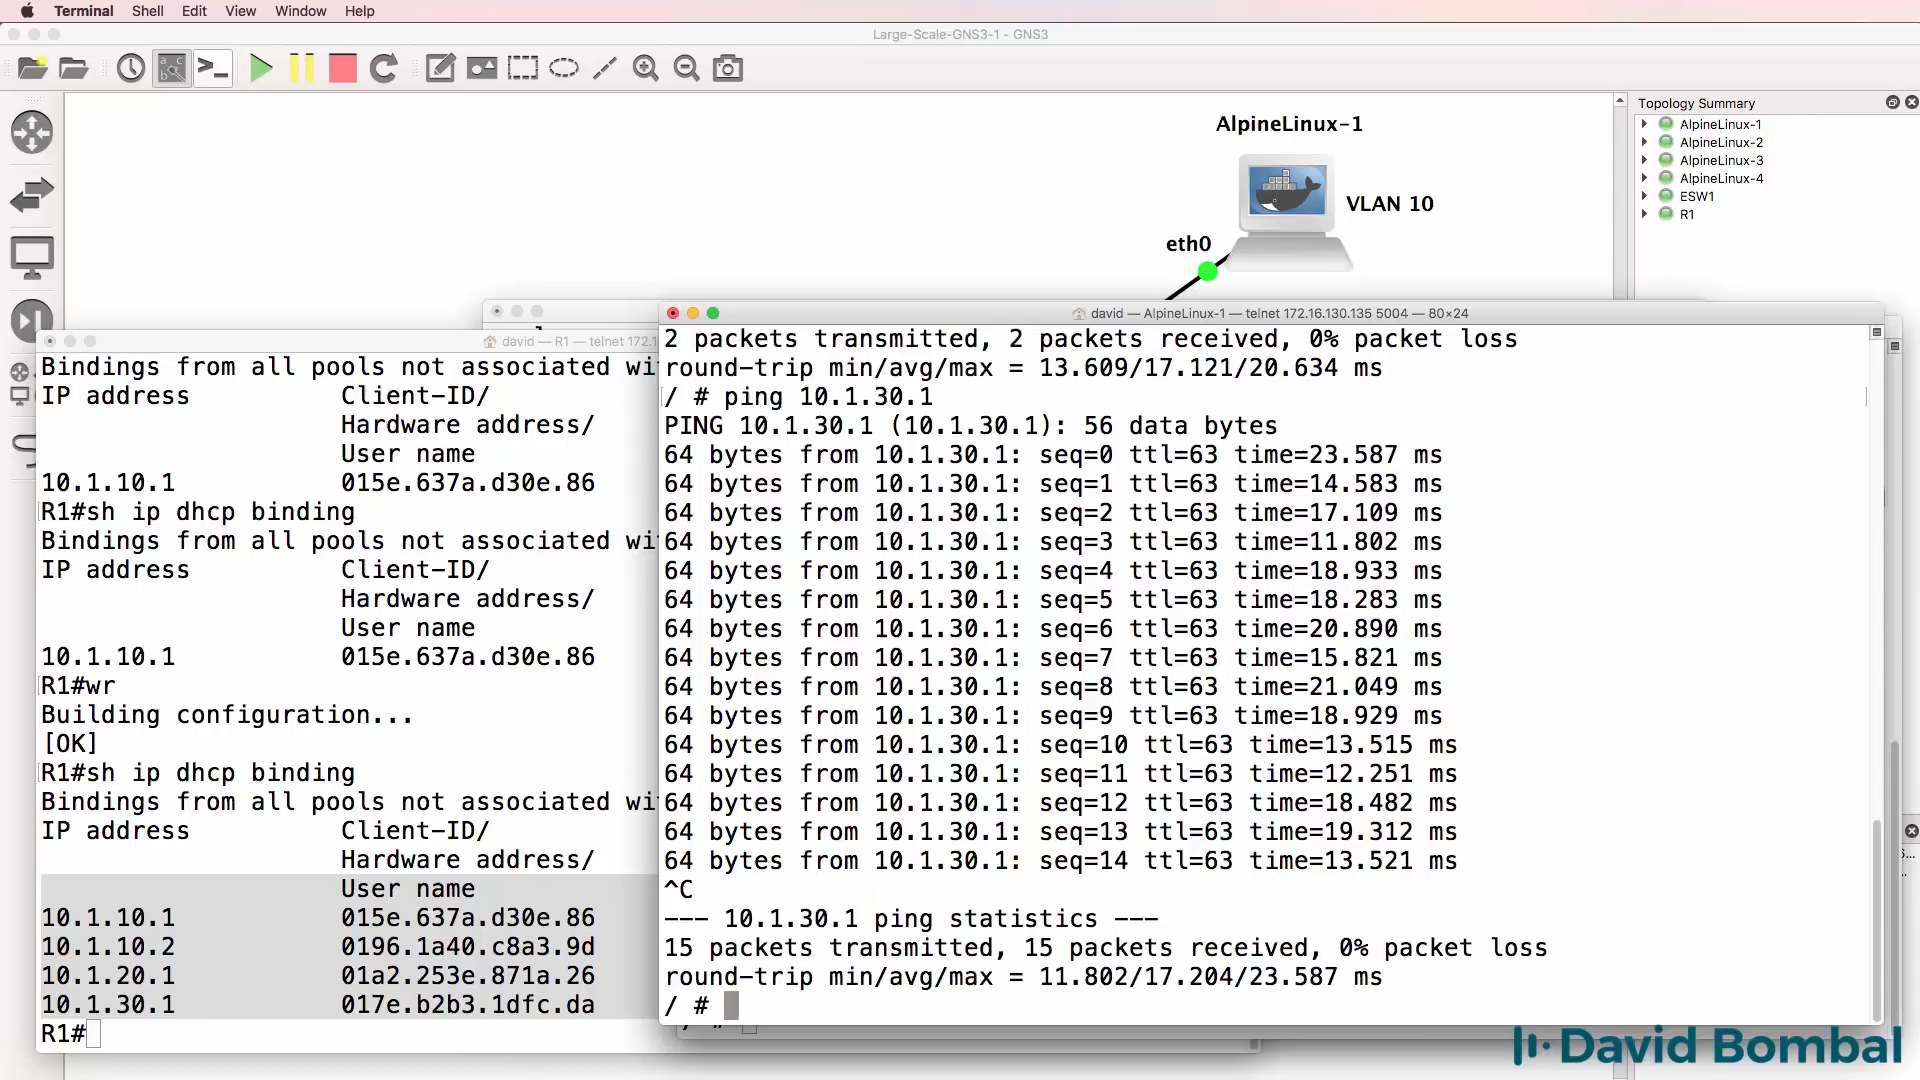 Terminal Shell Edit View Window Help
Large-Scale-GNS3-1 - GNS3
Topology Summary
AlpineLinux-1
AlpineLinux-2
AlpineLinux-3
AlpineLinux-4
ESW1
R1
AlpineLinux-1
VLAN 10
eth0
david — R1 — telnet 172.1
Bindings from all pools not associated wi
IP address Client-ID/
Hardware address/
User name
10.1.10.1 015e.637a.d30e.86
R1#sh ip dhcp binding
Bindings from all pools not associated wi
IP address Client-ID/
Hardware address/
User name
10.1.10.1 015e.637a.d30e.86
R1#wr
Building configuration...
[OK]
R1#sh ip dhcp binding
Bindings from all pools not associated wi
IP address Client-ID/
Hardware address/
User name
10.1.10.1 015e.637a.d30e.86
10.1.10.2 0196.1a40.c8a3.9d
10.1.20.1 01a2.253e.871a.26
10.1.30.1 017e.b2b3.1dfc.da
R1#
david — AlpineLinux-1 — telnet 172.16.130.135 5004 — 80×24
2 packets transmitted, 2 packets received, 0% packet loss
round-trip min/avg/max = 13.609/17.121/20.634 ms
/ # ping 10.1.30.1
PING 10.1.30.1 (10.1.30.1): 56 data bytes
64 bytes from 10.1.30.1: seq=0 ttl=63 time=23.587 ms
64 bytes from 10.1.30.1: seq=1 ttl=63 time=14.583 ms
64 bytes from 10.1.30.1: seq=2 ttl=63 time=17.109 ms
64 bytes from 10.1.30.1: seq=3 ttl=63 time=11.802 ms
64 bytes from 10.1.30.1: seq=4 ttl=63 time=18.933 ms
64 bytes from 10.1.30.1: seq=5 ttl=63 time=18.283 ms
64 bytes from 10.1.30.1: seq=6 ttl=63 time=20.890 ms
64 bytes from 10.1.30.1: seq=7 ttl=63 time=15.821 ms
64 bytes from 10.1.30.1: seq=8 ttl=63 time=21.049 ms
64 bytes from 10.1.30.1: seq=9 ttl=63 time=18.929 ms
64 bytes from 10.1.30.1: seq=10 ttl=63 time=13.515 ms
64 bytes from 10.1.30.1: seq=11 ttl=63 time=12.251 ms
64 bytes from 10.1.30.1: seq=12 ttl=63 time=18.482 ms
64 bytes from 10.1.30.1: seq=13 ttl=63 time=19.312 ms
64 bytes from 10.1.30.1: seq=14 ttl=63 time=13.521 ms
^C
--- 10.1.30.1 ping statistics ---
15 packets transmitted, 15 packets received, 0% packet loss
round-trip min/avg/max = 11.802/17.204/23.587 ms
/ #
David Bombal